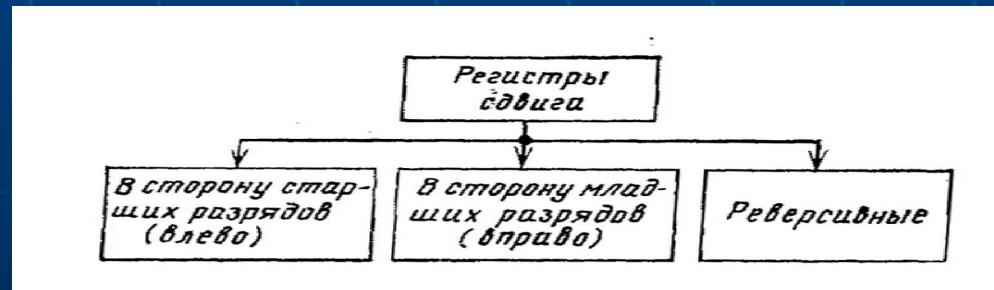 Регистры
сдвига
В сторону стар-
ших разрядов
(влево)
В сторону млад-
ших разрядов
(вправо)
Реверсивные